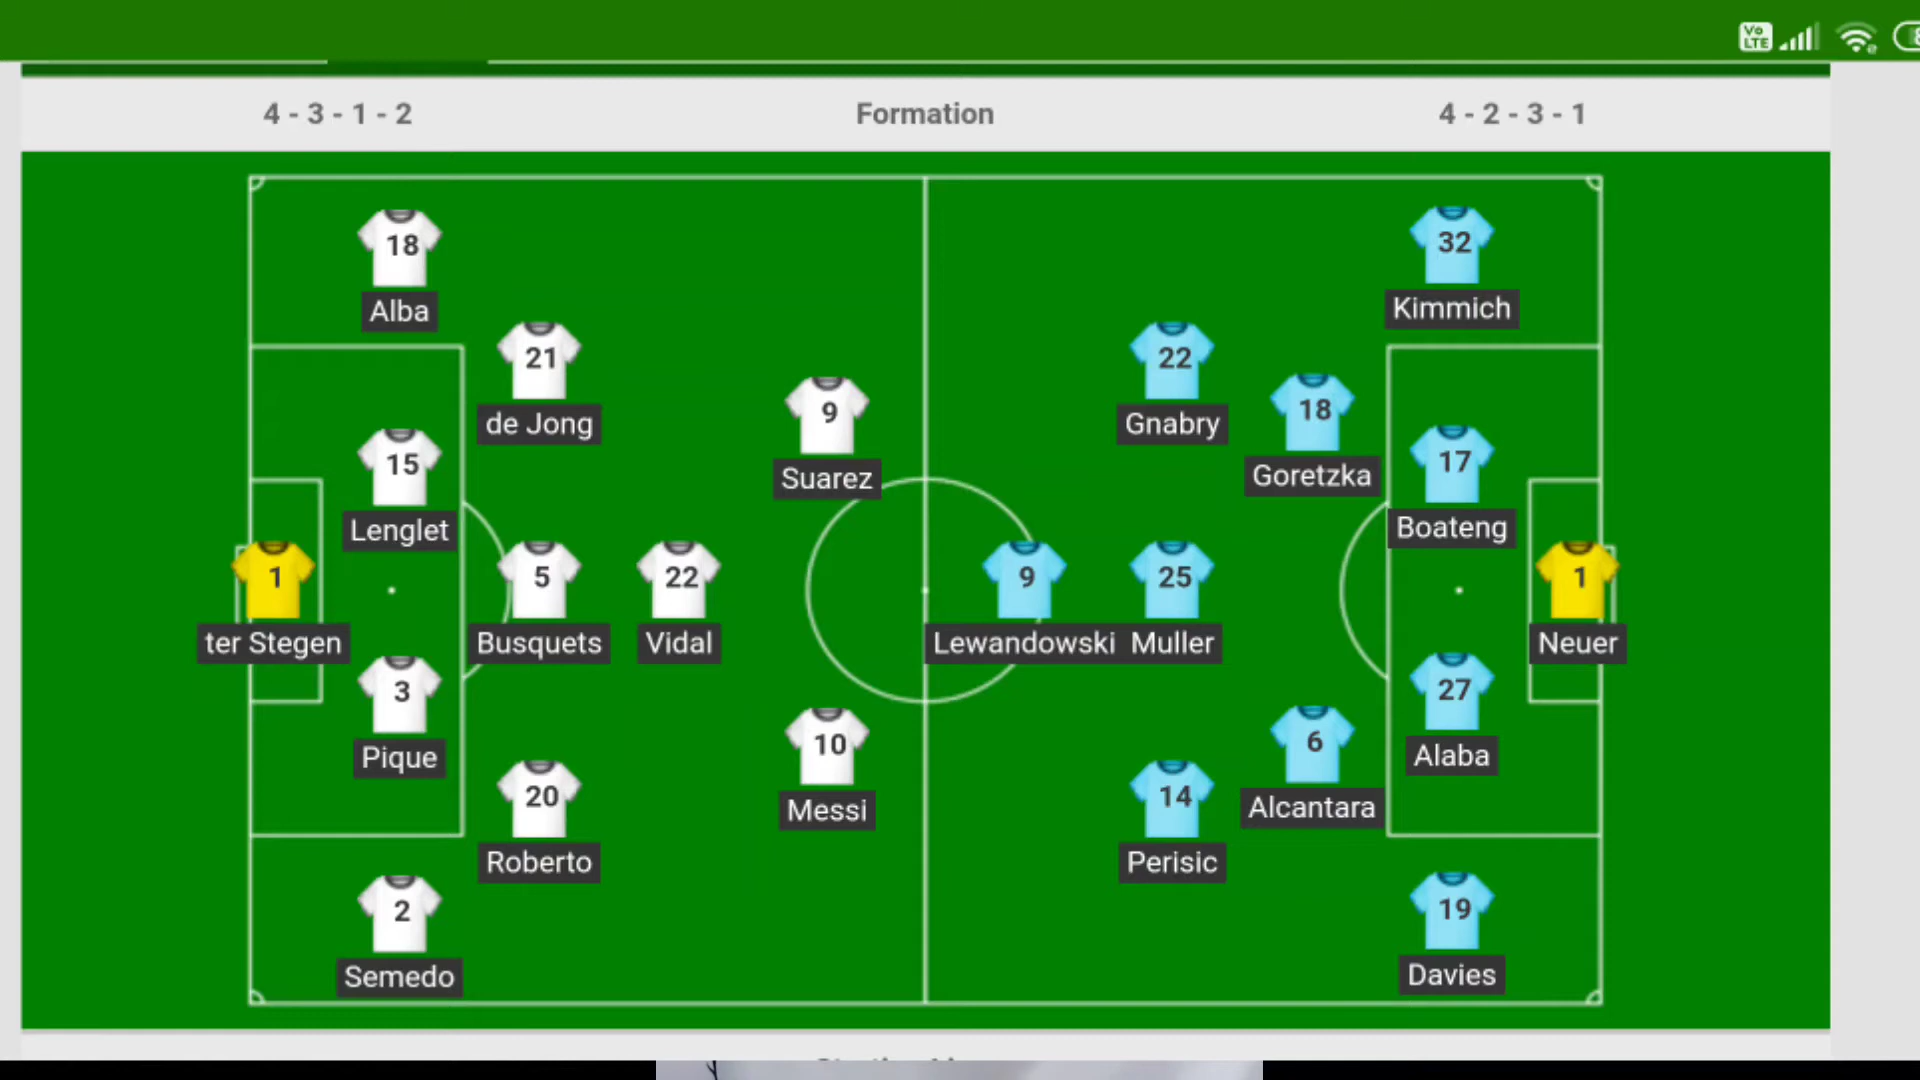 Vo LTE
4 - 3 - 1 - 2 Formation 4 - 2 - 3 - 1
18
Alba
21
de Jong
15
Lenglet
9
Suarez
1
ter Stegen
5
Busquets
22
Vidal
3
Pique
10
Messi
20
Roberto
2
Semedo
32
Kimmich
22
Gnabry
18
Goretzka
17
Boateng
9
Lewandowski
25
Muller
1
Neuer
27
Alaba
6
Alcantara
14
Perisic
19
Davies